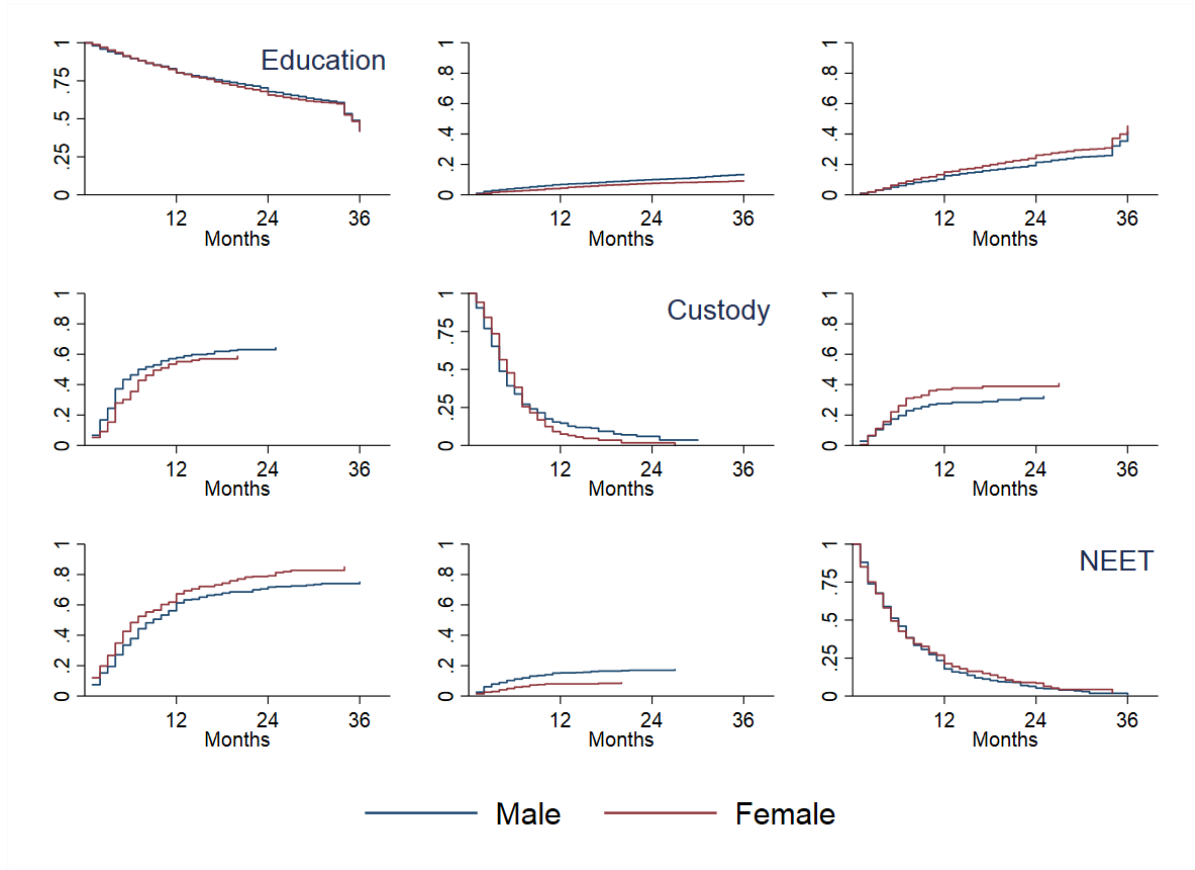 Education
1
.75
.5
.25
0
12 24 36
Months
1
.8
.6
.4
.2
0
12 24 36
Months
1
.8
.6
.4
.2
0
12 24 36
Months
1
.8
.6
.4
.2
0
12 24 36
Months
Custody
1
.75
.5
.25
0
12 24 36
Months
1
.8
.6
.4
.2
0
12 24 36
Months
1
.8
.6
.4
.2
0
12 24 36
Months
1
.8
.6
.4
.2
0
12 24 36
Months
NEET
1
.75
.5
.25
0
12 24 36
Months
Male Female